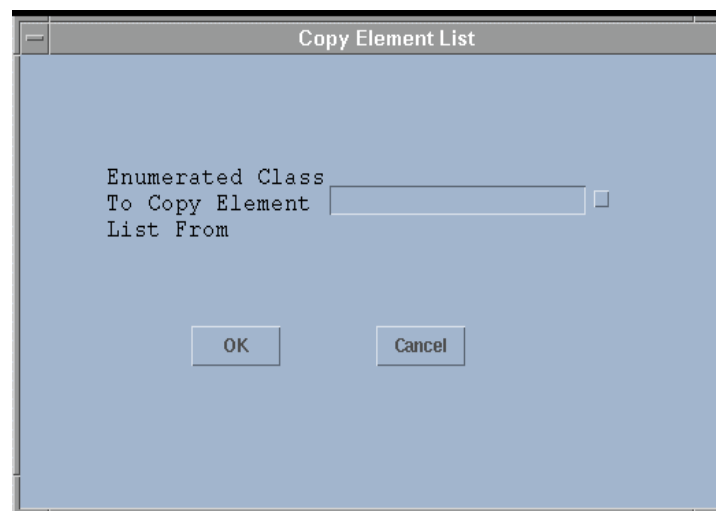 Copy Element List
Enumerated Class
To Copy Element
List From
OK
Cancel